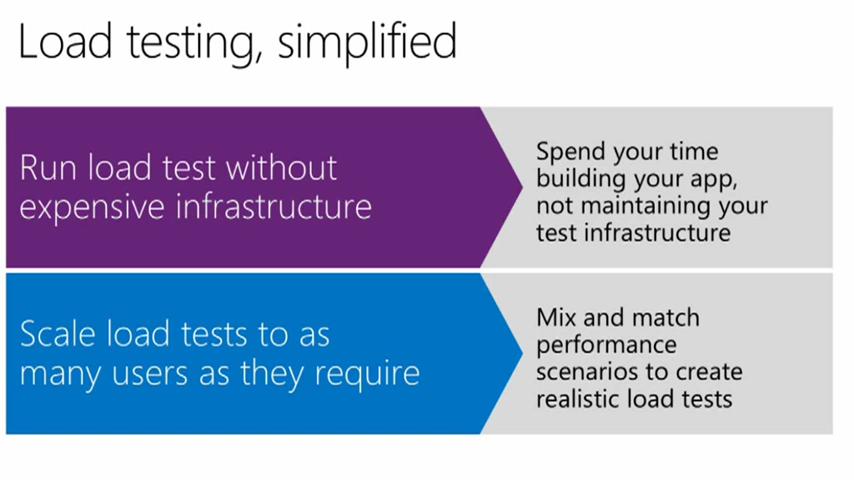 Load testing, simplified
Run load test without
expensive infrastructure
Spend your time
building your app,
not maintaining your
test infrastructure
Scale load tests to as
many users as they require
Mix and match
performance
scenarios to create
realistic load tests